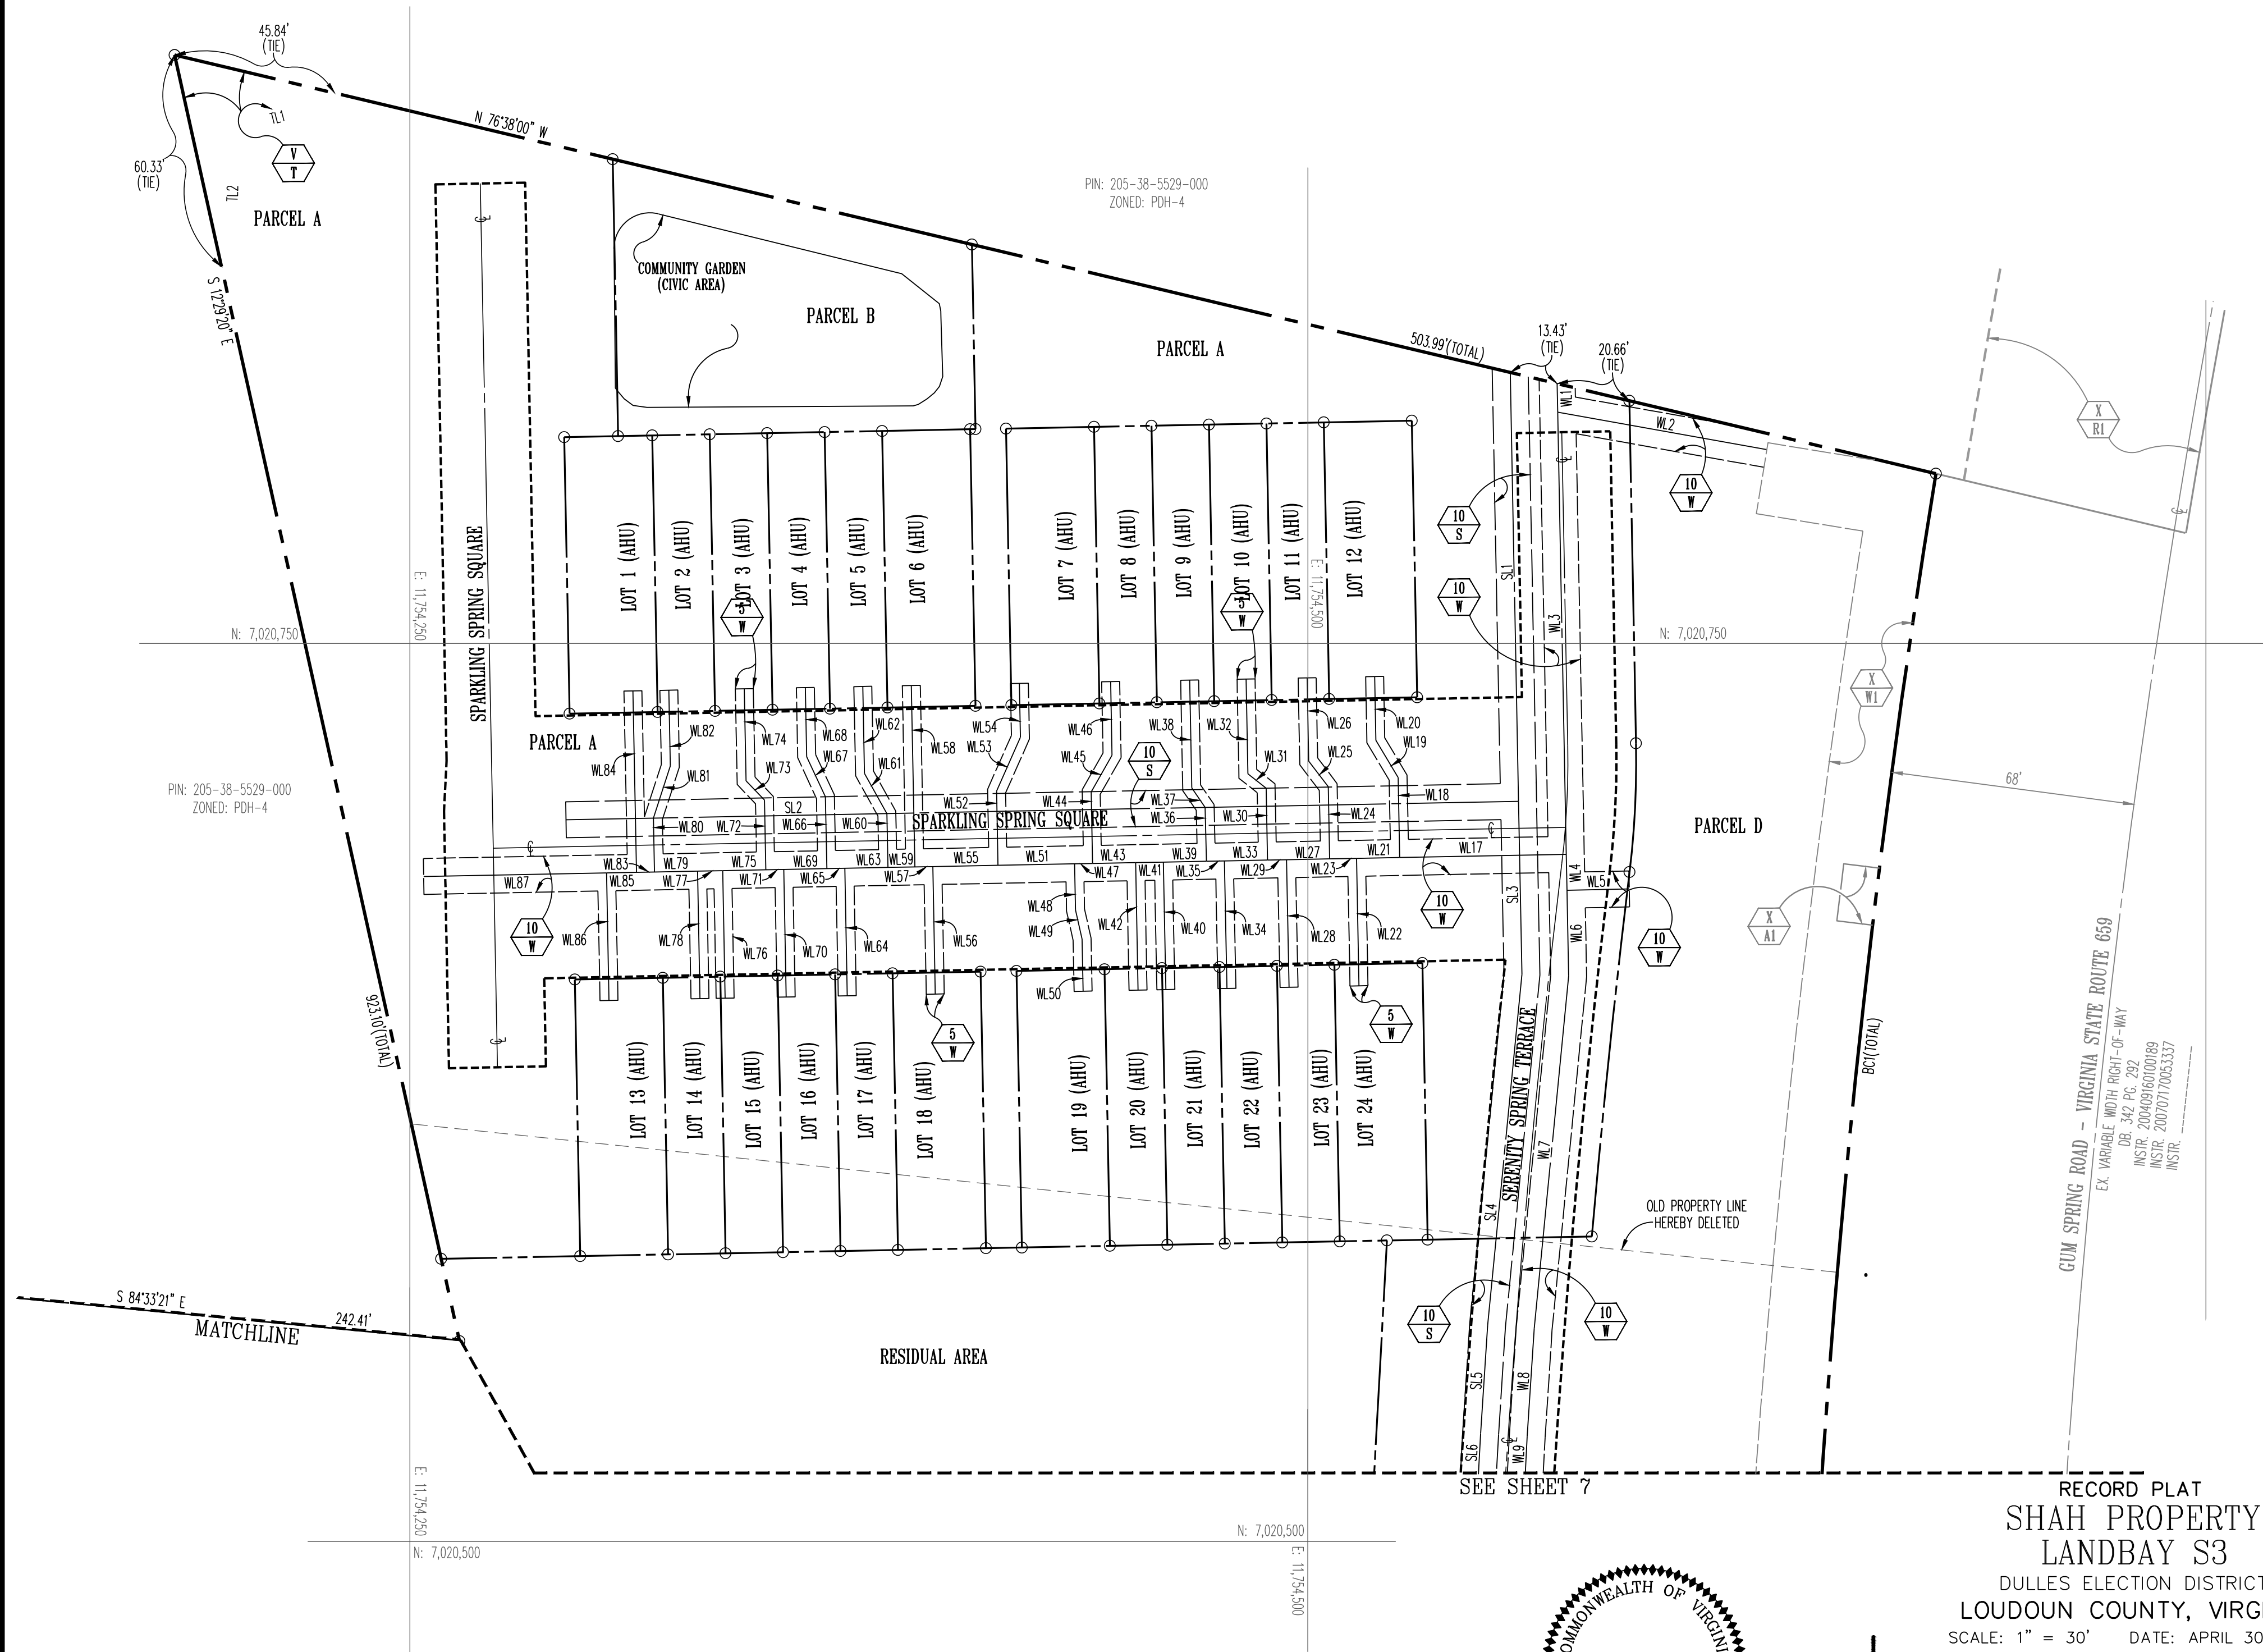 45.84'
(TIE)
N 76°38'00" W
TL1
V
T
60.33'
(TIE)
TL2
PARCEL A
S 12°29'20" E
COMMUNITY GARDEN
(CIVIC AREA)
PARCEL B
PIN: 205-38-5529-000
ZONED: PDH-4
PARCEL A
503.99'(TOTAL)
13.43'
(TIE)
20.66'
(TIE)
WL1
WL2
10
W
X
R1
SPARKLING SPRING SQUARE
E: 11,754,250
N: 7,020,750
LOT 1 (AHU)
LOT 2 (AHU)
LOT 3 (AHU)
LOT 4 (AHU)
LOT 5 (AHU)
LOT 6 (AHU)
LOT 7 (AHU)
LOT 8 (AHU)
LOT 9 (AHU)
LOT 10 (AHU)
LOT 11 (AHU)
LOT 12 (AHU)
5
W
5
W
E: 11,754,500
10
S
10
W
SL1
WL3
N: 7,020,750
X
W1
68'
PARCEL A
PIN: 205-38-5529-000
ZONED: PDH-4
WL84
WL82
WL81
WL74
WL73
WL68
WL67
WL62
WL61
WL58
WL54
WL53
WL46
WL45
10
S
WL38
WL32
WL31
WL26
WL25
WL20
WL19
SL2
WL52
WL44
WL37
WL18
WL80
WL72
WL66
WL60
SPARKLING SPRING SQUARE
WL36
WL30
WL24
WL83
WL79
WL75
WL69
WL63
WL59
WL55
WL51
WL43
WL39
WL33
WL27
WL21
WL17
WL87
WL85
WL77
WL71
WL65
WL57
WL47
WL41
WL35
WL29
WL23
SL3
WL4
WL5
WL6
PARCEL D
10
W
WL86
WL78
WL76
WL70
WL64
WL56
WL48
WL49
WL50
WL42
WL40
WL34
WL28
WL22
10
W
10
W
X
A1
5
W
5
W
923.10'(TOTAL)
LOT 13 (AHU)
LOT 14 (AHU)
LOT 15 (AHU)
LOT 16 (AHU)
LOT 17 (AHU)
LOT 18 (AHU)
LOT 19 (AHU)
LOT 20 (AHU)
LOT 21 (AHU)
LOT 22 (AHU)
LOT 23 (AHU)
LOT 24 (AHU)
SERENITY SPRING TERRACE
WL7
SL4
OLD PROPERTY LINE
HEREBY DELETED
BC1(TOTAL)
GUM SPRING ROAD - VIRGINIA STATE ROUTE 659
EX. VARIABLE WIDTH RIGHT-OF-WAY
DB. 342 PG. 292
INSTR. 200409160100189
INSTR. 200707170053337
INSTR.
S 84°33'21" E
242.41'
MATCHLINE
RESIDUAL AREA
10
S
10
W
SL5
WL8
SL6
WL9
SEE SHEET 7
E: 11,754,250
N: 7,020,500
N: 7,020,500
E: 11,754,500
COMMONWEALTH OF VIRGINI
RECORD PLAT
SHAH PROPERTY
LANDBAY S3
DULLES ELECTION DISTRICT
LOUDOUN COUNTY, VIRG
SCALE: 1" = 30' DATE: APRIL 30